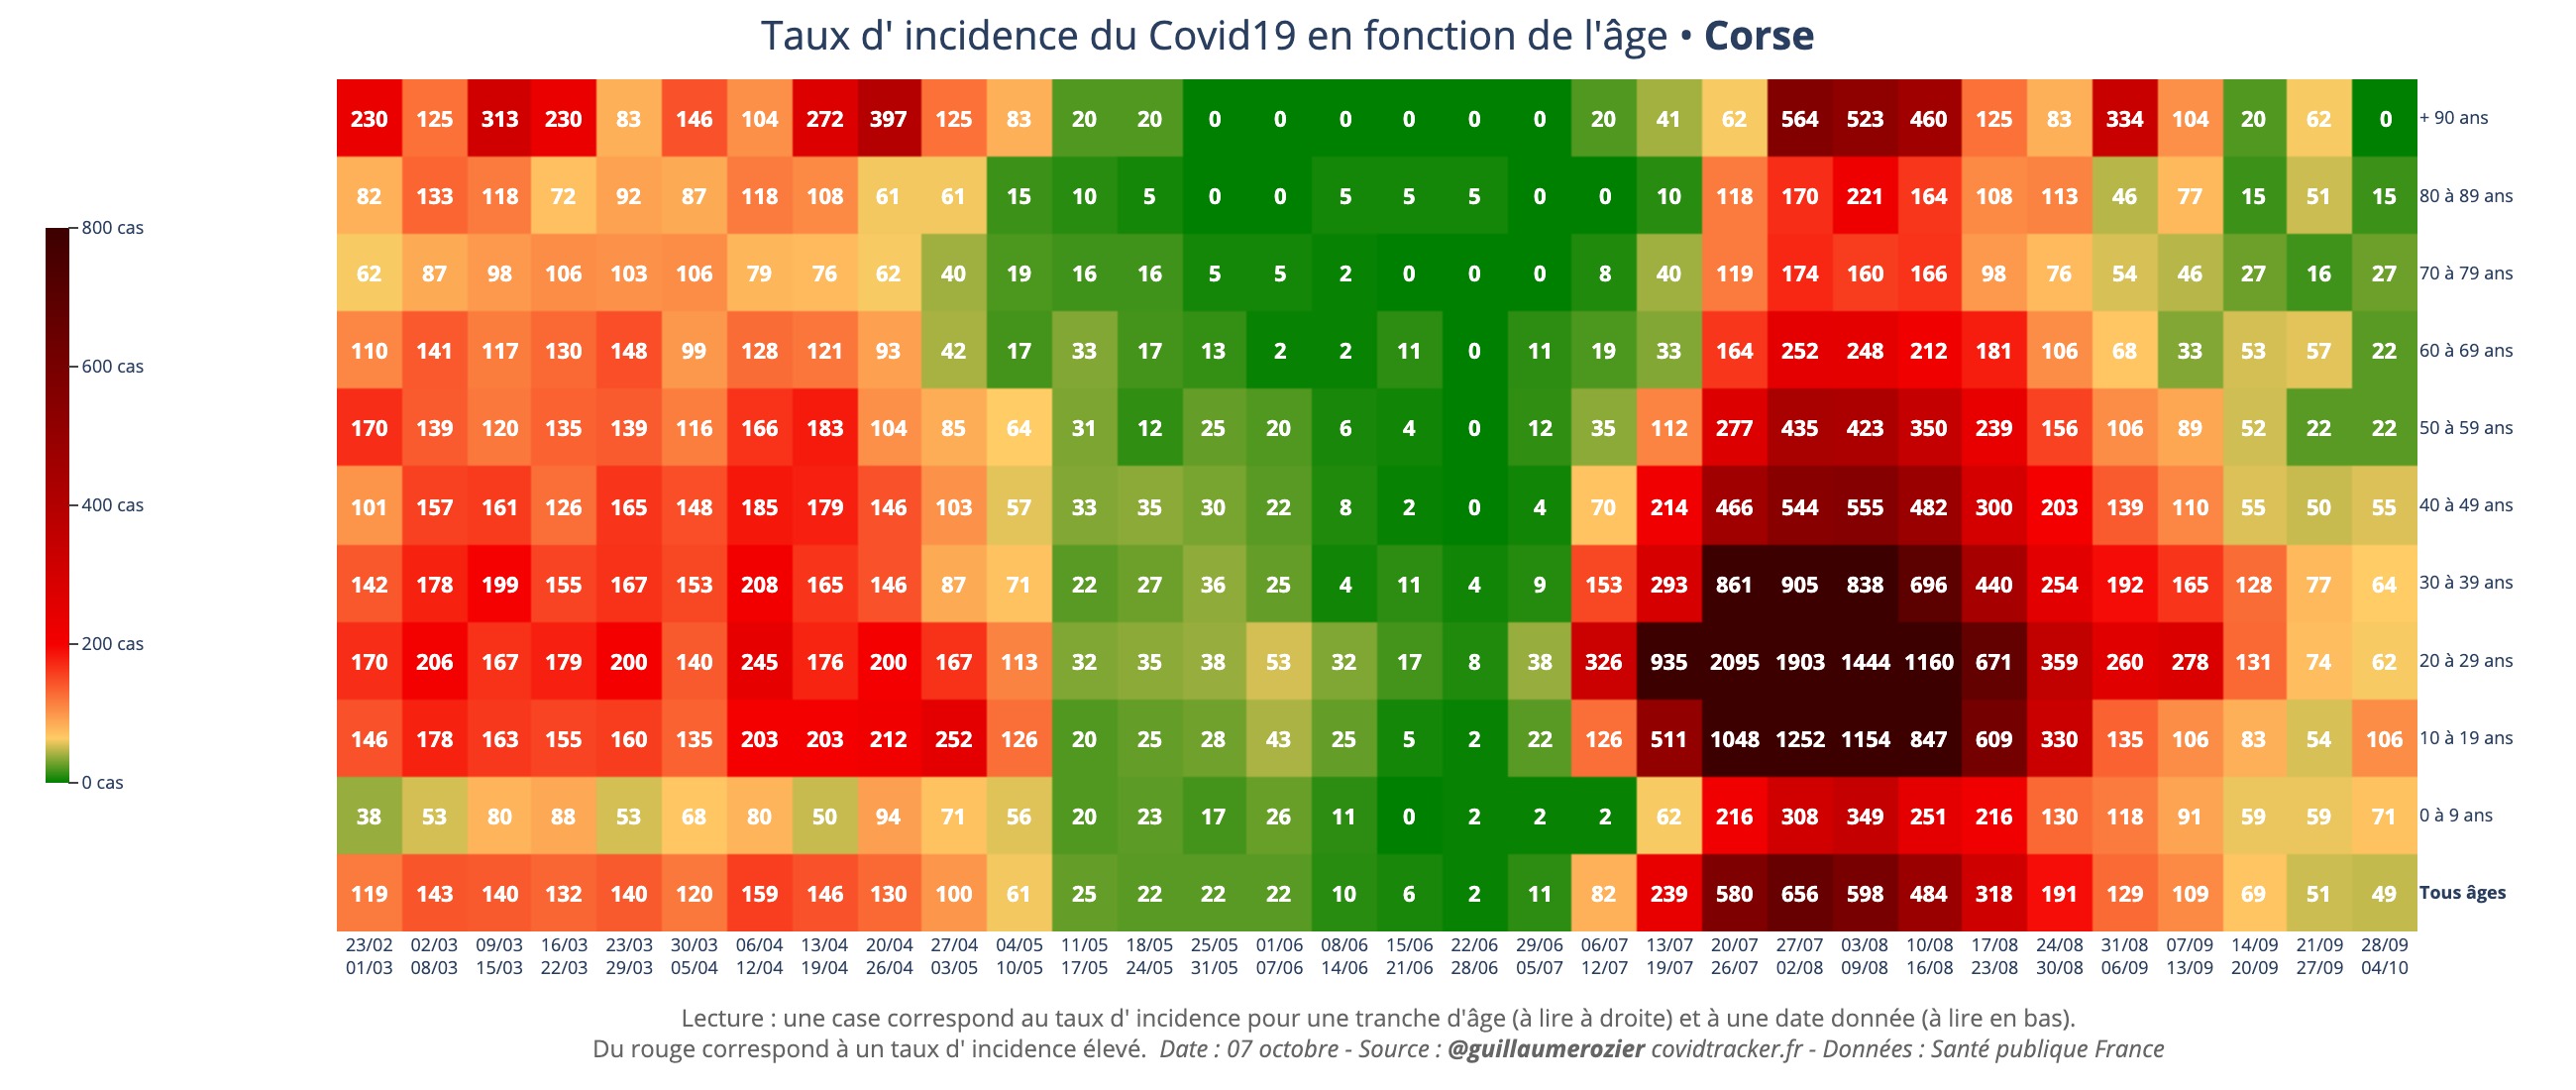 Taux d' incidence du Covid19 en fonction de l'âge • Corse
800 cas
600 cas
400 cas
200 cas
0 cas
230 125 313 230 83 146 104 272 397 125 83 20 20 0 0 0 0 0 0 20 41 62 564 523 460 125 83 334 104 20 62 0 + 90 ans
82 133 118 72 92 87 118 108 61 61 15 10 5 0 0 5 5 5 0 0 10 118 170 221 164 108 113 46 77 15 51 15 80 à 89 ans
62 87 98 106 103 106 79 76 62 40 19 16 16 5 5 2 0 0 0 8 40 119 174 160 166 98 76 54 46 27 16 27 70 à 79 ans
110 141 117 130 148 99 128 121 93 42 17 33 17 13 2 2 11 0 11 19 33 164 252 248 212 181 106 68 33 53 57 22 60 à 69 ans
170 139 120 135 139 116 166 183 104 85 64 31 12 25 20 6 4 0 12 35 112 277 435 423 350 239 156 106 89 52 22 22 50 à 59 ans
101 157 161 126 165 148 185 179 146 103 57 33 35 30 22 8 2 0 4 70 214 466 544 555 482 300 203 139 110 55 50 55 40 à 49 ans
142 178 199 155 167 153 208 165 146 87 71 22 27 36 25 4 11 4 9 153 293 861 905 838 696 440 254 192 165 128 77 64 30 à 39 ans
170 206 167 179 200 140 245 176 200 167 113 32 35 38 53 32 17 8 38 326 935 2095 1903 1444 1160 671 359 260 278 131 74 62 20 à 29 ans
146 178 163 155 160 135 203 203 212 252 126 20 25 28 43 25 5 2 22 126 511 1048 1252 1154 847 609 330 135 106 83 54 106 10 à 19 ans
38 53 80 88 53 68 80 50 94 71 56 20 23 17 26 11 0 2 2 2 62 216 308 349 251 216 130 118 91 59 59 71 0 à 9 ans
119 143 140 132 140 120 159 146 130 100 61 25 22 22 22 10 6 2 11 82 239 580 656 598 484 318 191 129 109 69 51 49 Tous âges
23/02 02/03 09/03 16/03 23/03 30/03 06/04 13/04 20/04 27/04 04/05 11/05 18/05 25/05 01/06 08/06 15/06 22/06 29/06 06/07 13/07 20/07 27/07 03/08 10/08 17/08 24/08 31/08 07/09 14/09 21/09 28/09
01/03 08/03 15/03 22/03 29/03 05/04 12/04 19/04 26/04 03/05 10/05 17/05 24/05 31/05 07/06 14/06 21/06 28/06 05/07 12/07 19/07 26/07 02/08 09/08 16/08 23/08 30/08 06/09 13/09 20/09 27/09 04/10
Lecture : une case correspond au taux d' incidence pour une tranche d'âge (à lire à droite) et à une date donnée (à lire en bas).
Du rouge correspond à un taux d' incidence élevé. Date : 07 octobre - Source : @guillaumerozier covidtracker.fr - Données : Santé publique France